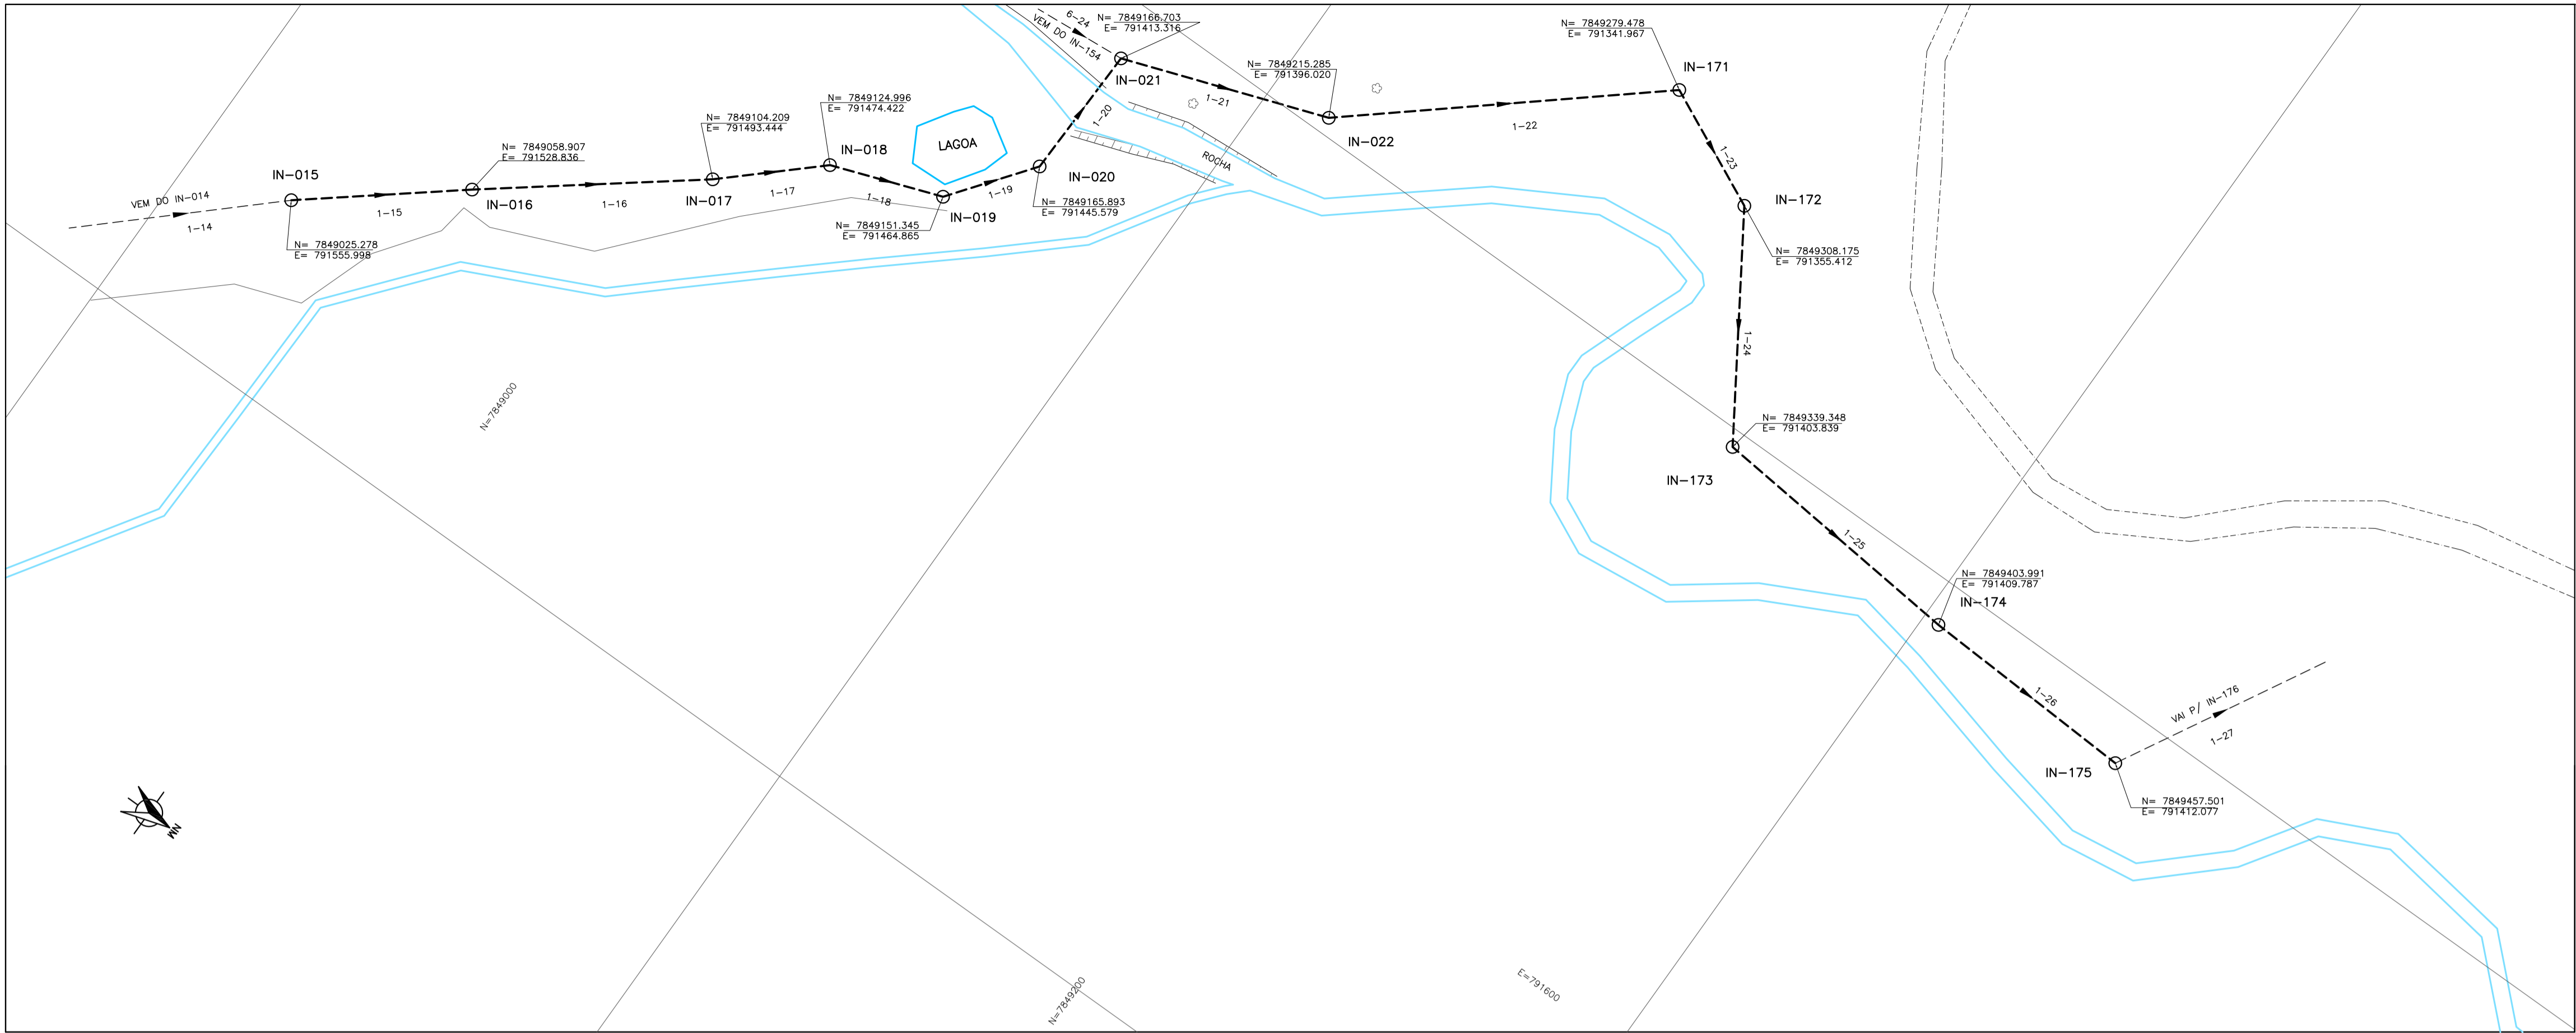 6-24
VEM DO IN-154
N= 7849166.703
E= 791413.316
N= 7849279.478
E= 791341.967
IN-171
IN-021
N= 7849215.285
E= 791396.020
1-21
1-20
IN-022
1-22
N= 7849124.996
E= 791474.422
N= 7849104.209
E= 791493.444
LAGOA
IN-018
N= 7849058.907
E= 791528.836
ROCHA
1-23
IN-015
IN-020
VEM DO IN-014
1-14
1-15
IN-016
1-16
IN-017
1-17
1-18
1-19
IN-019
IN-172
N= 7849165.893
E= 791445.579
N= 7849151.345
E= 791464.865
N= 7849025.278
E= 791555.998
N= 7849308.175
E= 791355.412
1-24
N=7849000
N= 7849339.348
E= 791403.839
IN-173
1-25
N= 7849403.991
E= 791409.787
IN-174
1-26
VAI P/ IN-176
1-27
IN-175
N= 7849457.501
E= 791412.077
NM
N=7849200
E=791600